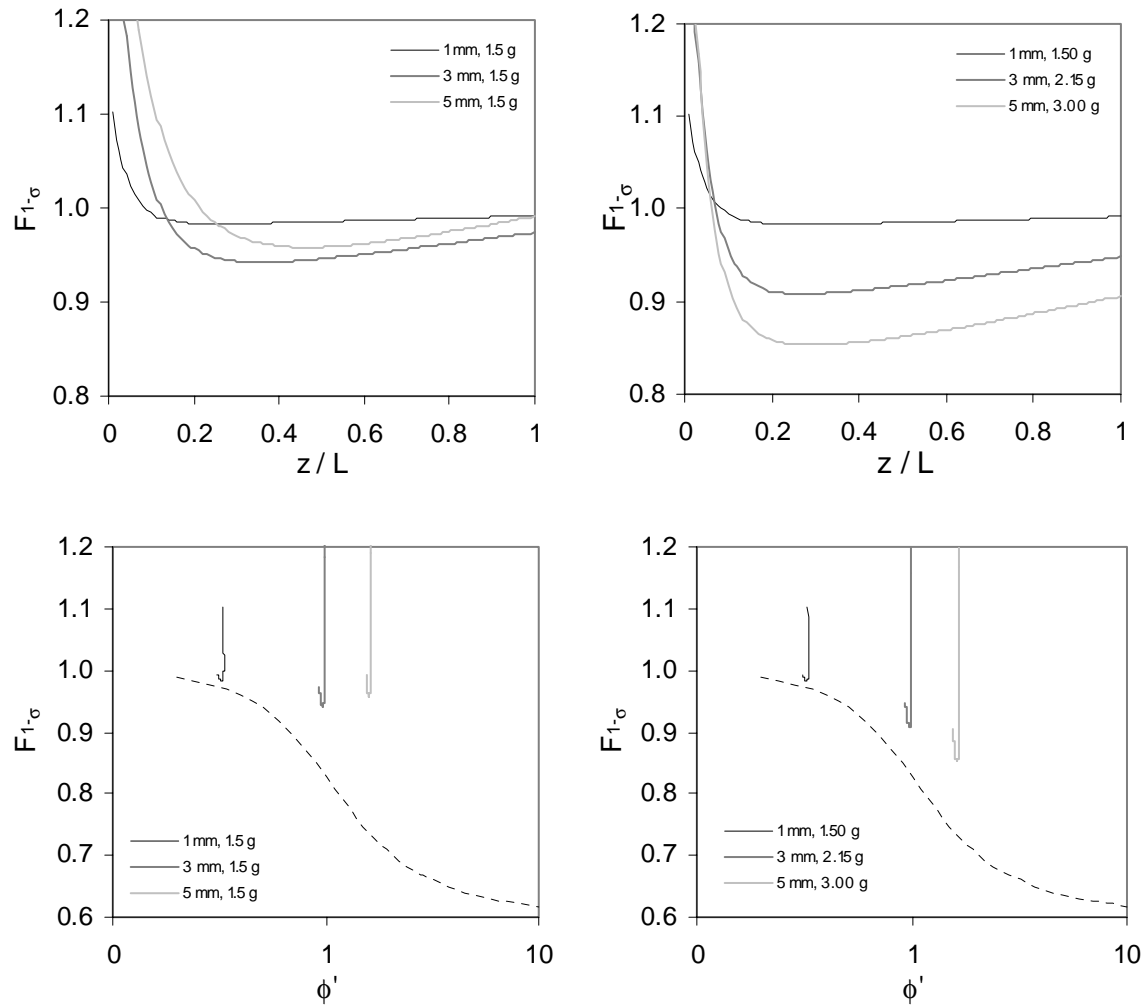 1.2
1.1
1.0
0.9
0.8
F1-σ
1 mm, 1.5 g
3 mm, 1.5 g
5 mm, 1.5 g
0 0.2 0.4 0.6 0.8 1
z / L
1.2
1.1
1.0
0.9
0.8
F1-σ
1 mm, 1.50 g
3 mm, 2.15 g
5 mm, 3.00 g
0 0.2 0.4 0.6 0.8 1
z / L
1.2
1.1
1.0
0.9
0.8
0.7
0.6
F1-σ
1 mm, 1.5 g
3 mm, 1.5 g
5 mm, 1.5 g
0 1 10
ϕ'
1.2
1.1
1.0
0.9
0.8
0.7
0.6
F1-σ
1 mm, 1.50 g
3 mm, 2.15 g
5 mm, 3.00 g
0 1 10
ϕ'